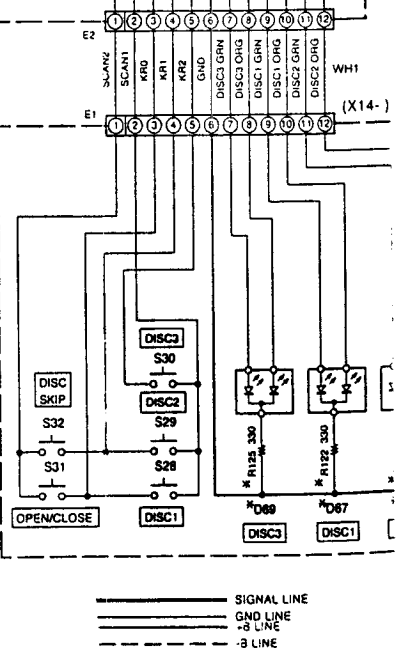 ① ② ③ ④ ⑤ ⑥ ⑦ ⑧ ⑨ ⑩ ⑪ ⑫
E2
SCAN2
SCAN1
KR0
KR1
KR2
GND
DISC3 GRN
DISC3 ORG
DISC1 GRN
DISC1 ORG
DISC2 GRN
DISC2 ORG
WH1
(X14- )
E1
① ② ③ ④ ⑤ ⑥ ⑦ ⑧ ⑨ ⑩ ⑪ ⑫
DISC3
S30
DISC
SKIP
DISC2
S32
S29
S31
S28
OPEN/CLOSE
DISC1
* R125 330
* R122 330
*D69
*D67
DISC3
DISC1
SIGNAL LINE
GND LINE
+B LINE
-B LINE